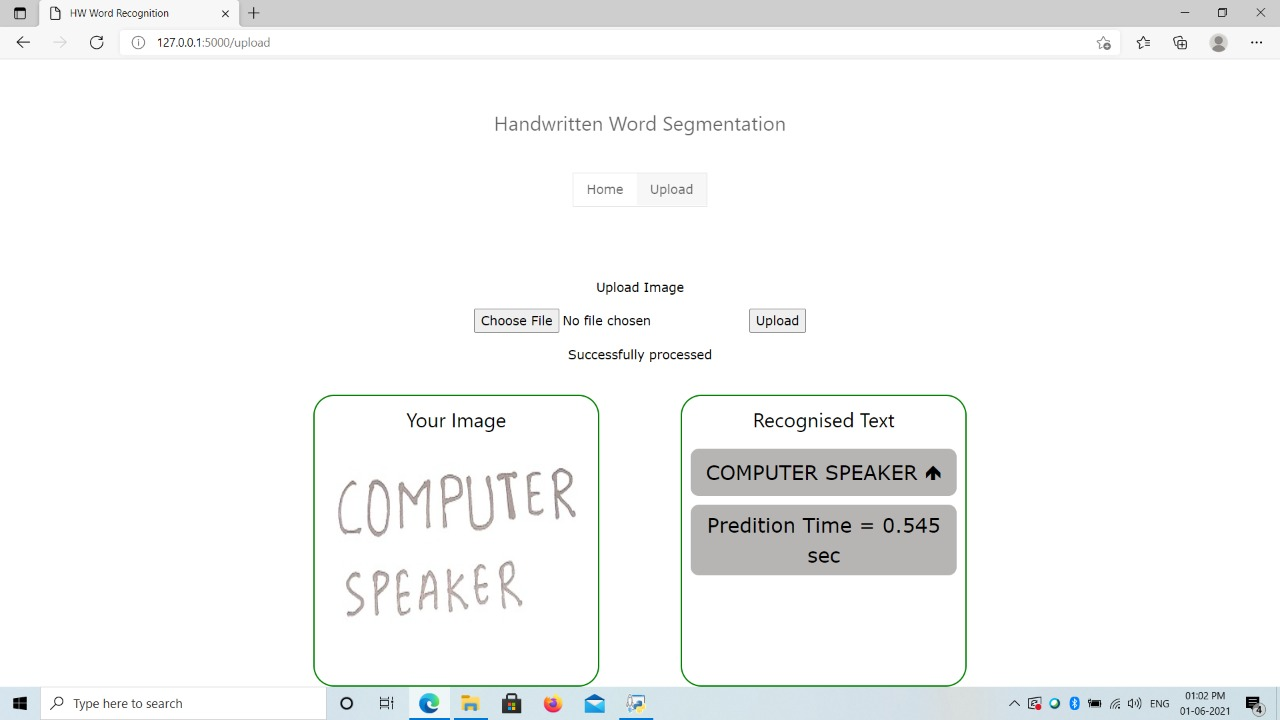 HW Word Recognition
127.0.0.1:5000/upload
Handwritten Word Segmentation
Home Upload
Upload Image
Choose File No file chosen Upload
Successfully processed
Your Image
COMPUTER
SPEAKER
Recognised Text
COMPUTER SPEAKER
Predition Time = 0.545
sec
Type here to search
ENG
01:02 PM
01-06-2021
4